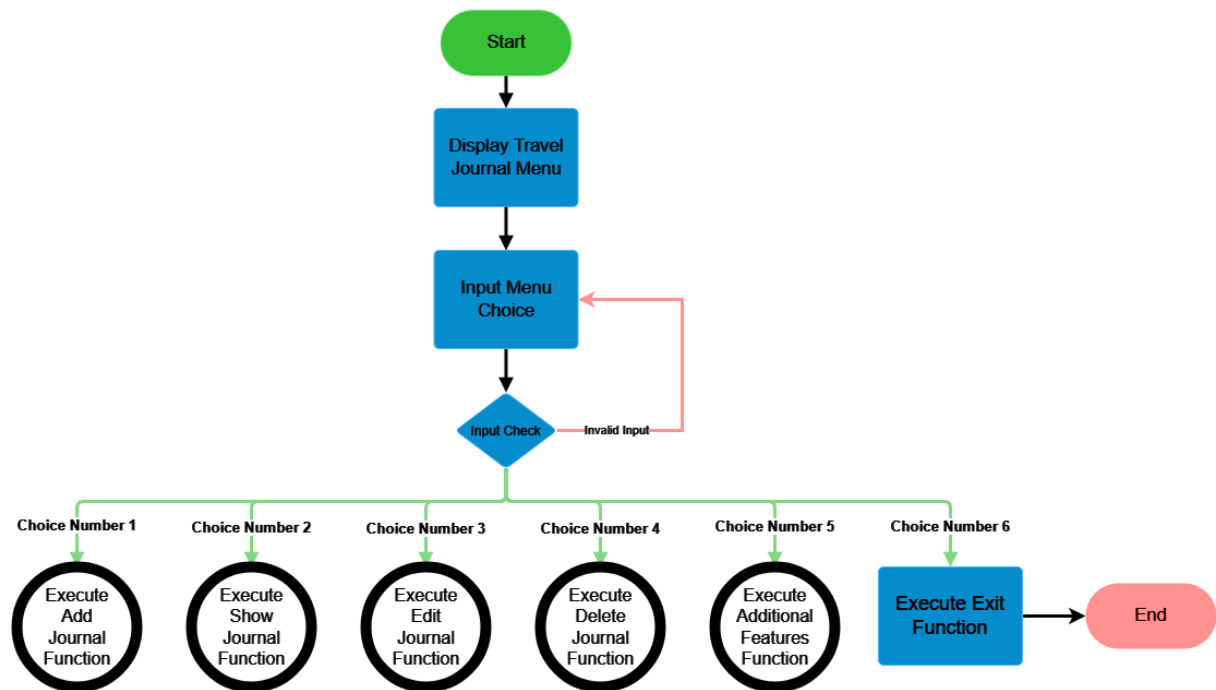 Start
Display Travel
Journal Menu
Input Menu
Choice
Input Check
Invalid Input
Choice Number 1
Choice Number 2
Choice Number 3
Choice Number 4
Choice Number 5
Choice Number 6
Execute
Add
Journal
Function
Execute
Show
Journal
Function
Execute
Edit
Journal
Function
Execute
Delete
Journal
Function
Execute
Additional
Features
Function
Execute Exit
Function
End